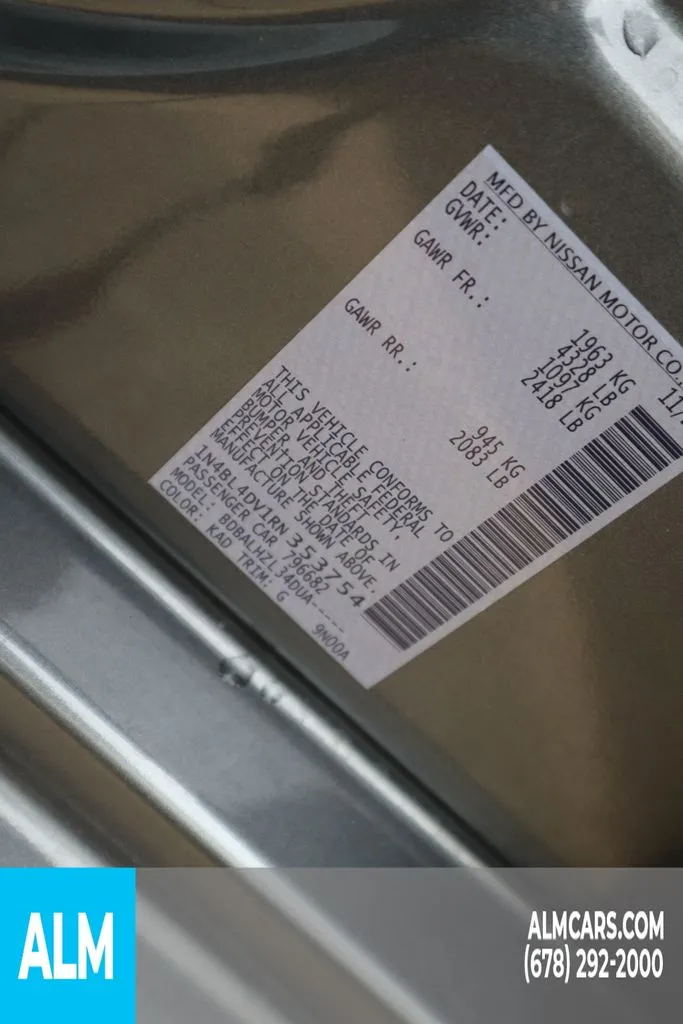 MFD BY NISSAN MOTOR CO.,
DATE: 11/
GVWR: 1963 KG
4328 LB
GAWR FR.: 1097 KG
2418 LB
GAWR RR.: 945 KG
2083 LB
THIS VEHICLE CONFORMS TO
ALL APPLICABLE FEDERAL
MOTOR VEHICLE SAFETY,
BUMPER, AND THEFT
PREVENTION STANDARDS IN
EFFECT ON THE DATE OF
MANUFACTURE SHOWN ABOVE.
1N4BL4DV1RN353754
PASSENGER CAR 796682
MODEL: BDBALHZL34DUA-----
COLOR: KAD TRIM: G 9N00A
ALM
ALMCARS.COM
(678) 292-2000